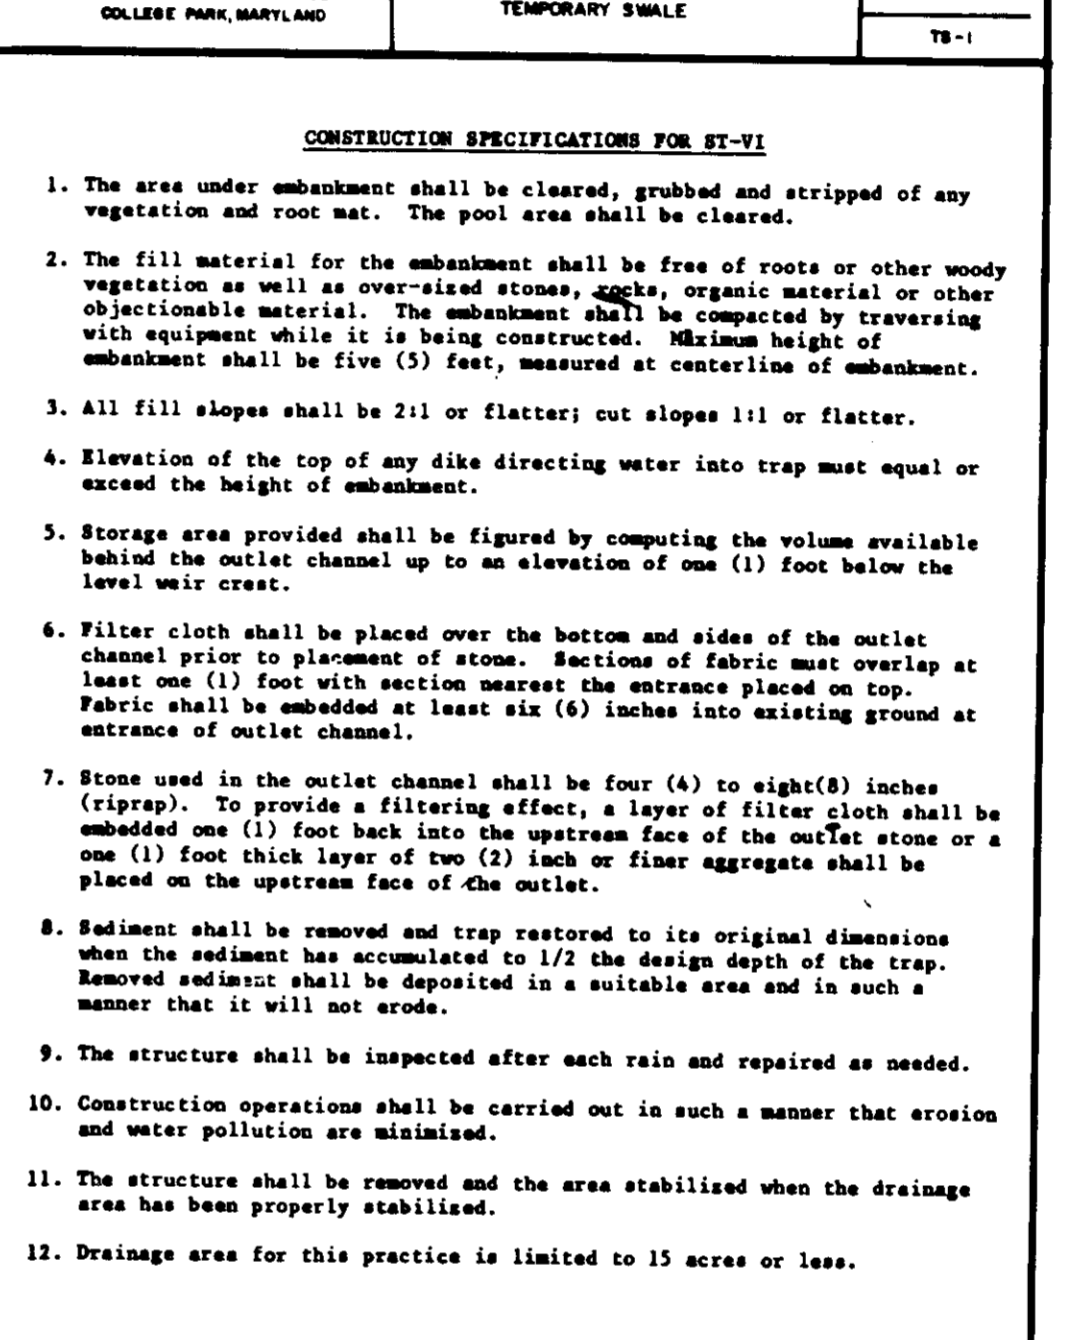 COLLEGE PARK, MARYLAND
TEMPORARY SWALE
TS-1
CONSTRUCTION SPECIFICATIONS FOR ST-VI
1. The area under embankment shall be cleared, grubbed and stripped of any
vegetation and root mat. The pool area shall be cleared.
2. The fill material for the embankment shall be free of roots or other woody
vegetation as well as over-sized stones, rocks, organic material or other
objectionable material. The embankment shall be compacted by traversing
with equipment while it is being constructed. Maximum height of
embankment shall be five (5) feet, measured at centerline of embankment.
3. All fill slopes shall be 2:1 or flatter; cut slopes 1:1 or flatter.
4. Elevation of the top of any dike directing water into trap must equal or
exceed the height of embankment.
5. Storage area provided shall be figured by computing the volume available
behind the outlet channel up to an elevation of one (1) foot below the
level weir crest.
6. Filter cloth shall be placed over the bottom and sides of the outlet
channel prior to placement of stone. Sections of fabric must overlap at
least one (1) foot with section nearest the entrance placed on top.
Fabric shall be embedded at least six (6) inches into existing ground at
entrance of outlet channel.
7. Stone used in the outlet channel shall be four (4) to eight(8) inches
(riprap). To provide a filtering effect, a layer of filter cloth shall be
embedded one (1) foot back into the upstream face of the outlet stone or a
one (1) foot thick layer of two (2) inch or finer aggregate shall be
placed on the upstream face of the outlet.
8. Sediment shall be removed and trap restored to its original dimensions
when the sediment has accumulated to 1/2 the design depth of the trap.
Removed sediment shall be deposited in a suitable area and in such a
manner that it will not erode.
9. The structure shall be inspected after each rain and repaired as needed.
10. Construction operations shall be carried out in such a manner that erosion
and water pollution are minimized.
11. The structure shall be removed and the area stabilized when the drainage
area has been properly stabilized.
12. Drainage area for this practice is limited to 15 acres or less.